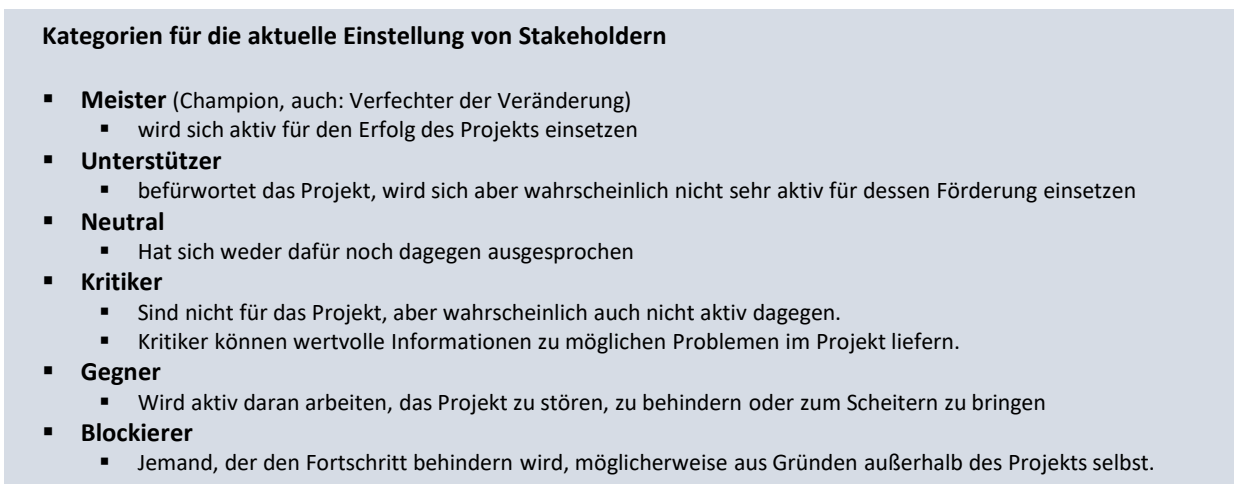 Kategorien für die aktuelle Einstellung von Stakeholdern
▪ Meister (Champion, auch: Verfechter der Veränderung)
▪ wird sich aktiv für den Erfolg des Projekts einsetzen
▪ Unterstützer
▪ befürwortet das Projekt, wird sich aber wahrscheinlich nicht sehr aktiv für dessen Förderung einsetzen
▪ Neutral
▪ Hat sich weder dafür noch dagegen ausgesprochen
▪ Kritiker
▪ Sind nicht für das Projekt, aber wahrscheinlich auch nicht aktiv dagegen.
▪ Kritiker können wertvolle Informationen zu möglichen Problemen im Projekt liefern.
▪ Gegner
▪ Wird aktiv daran arbeiten, das Projekt zu stören, zu behindern oder zum Scheitern zu bringen
▪ Blockierer
▪ Jemand, der den Fortschritt behindern wird, möglicherweise aus Gründen außerhalb des Projekts selbst.